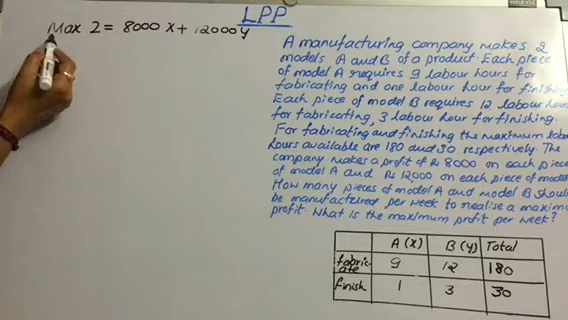 LPP
Max Z = 8000 x + 12000y
A manufacturing company makes 2
models A and B of a product. Each piece
of model A requires 9 labour hours for
fabricating and one labour hour for finishing
Each piece of model B requires 12 labour hours
for fabricating, 3 labour hour for finishing.
For fabricating and finishing the maximum labo
hours available are 180 and 30 respectively. The
company makes a profit of Rs 8000 on each piece
of model A and Rs 12000 on each piece of model
How many pieces of model A and model B should
be manufactured per week to realise a maximu
profit. What is the maximum profit per week?
A (x) B (y) Total
fabric-
ate 9 12 180
finish 1 3 30